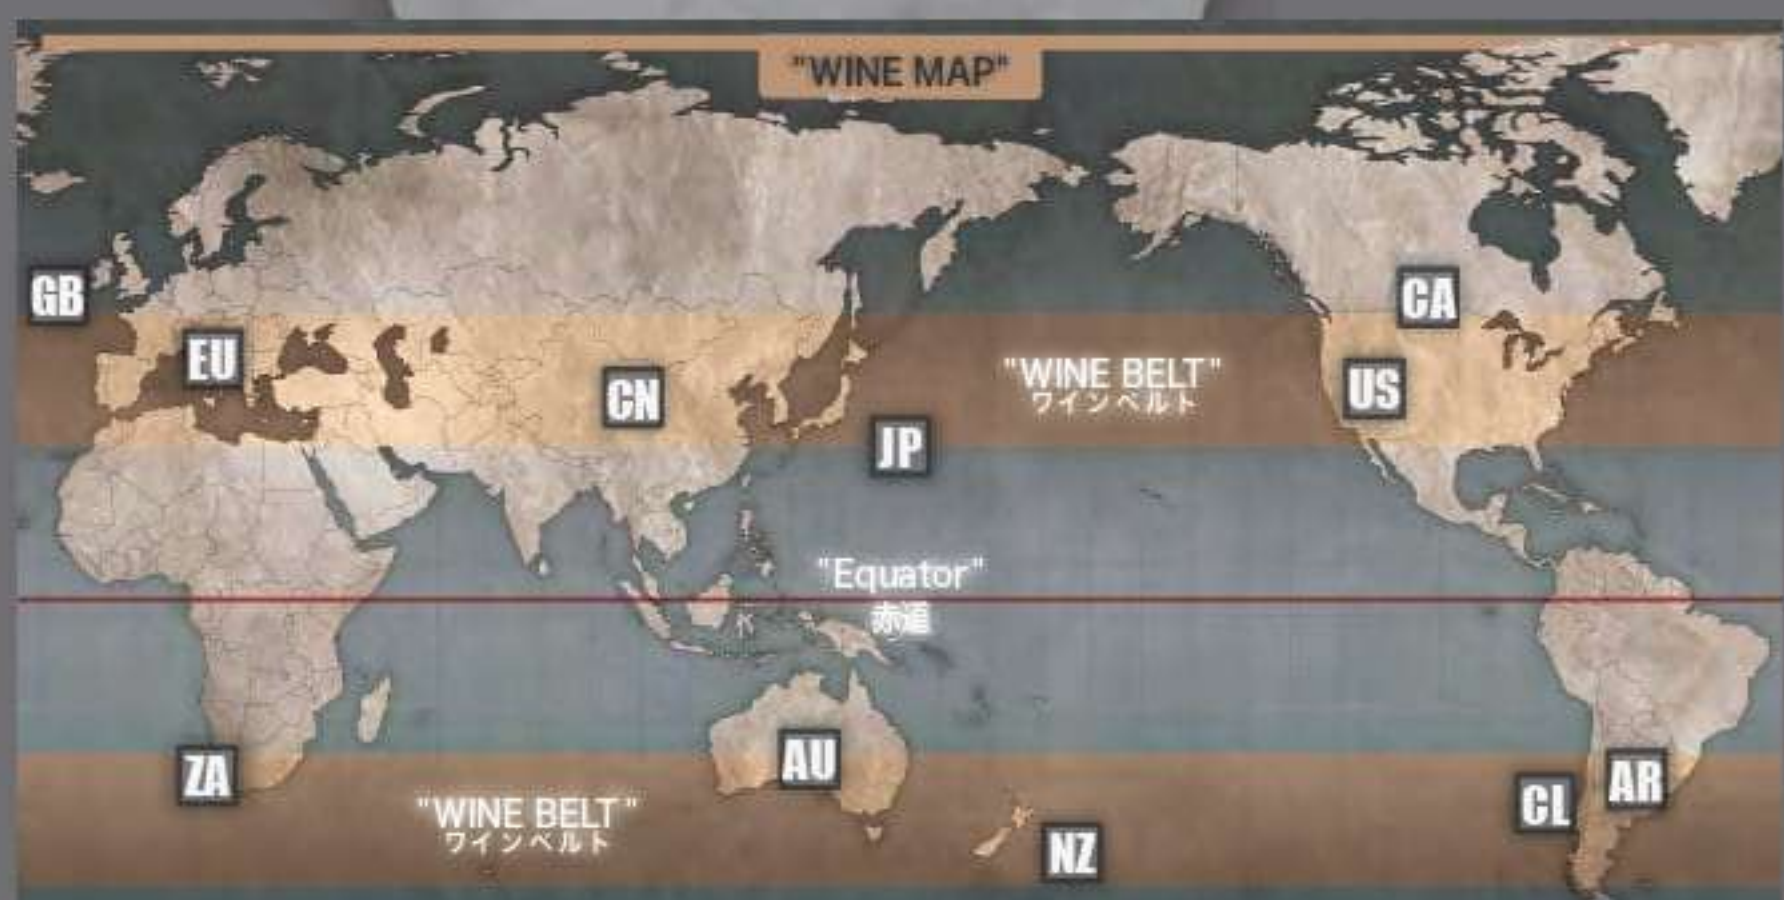 "WINE MAP"
GB
CA
EU
"WINE BELT"
ワインベルト
US
CN
JP
"Equator"
赤道
ZA
AU
AR
"WINE BELT"
ワインベルト
CL
NZ